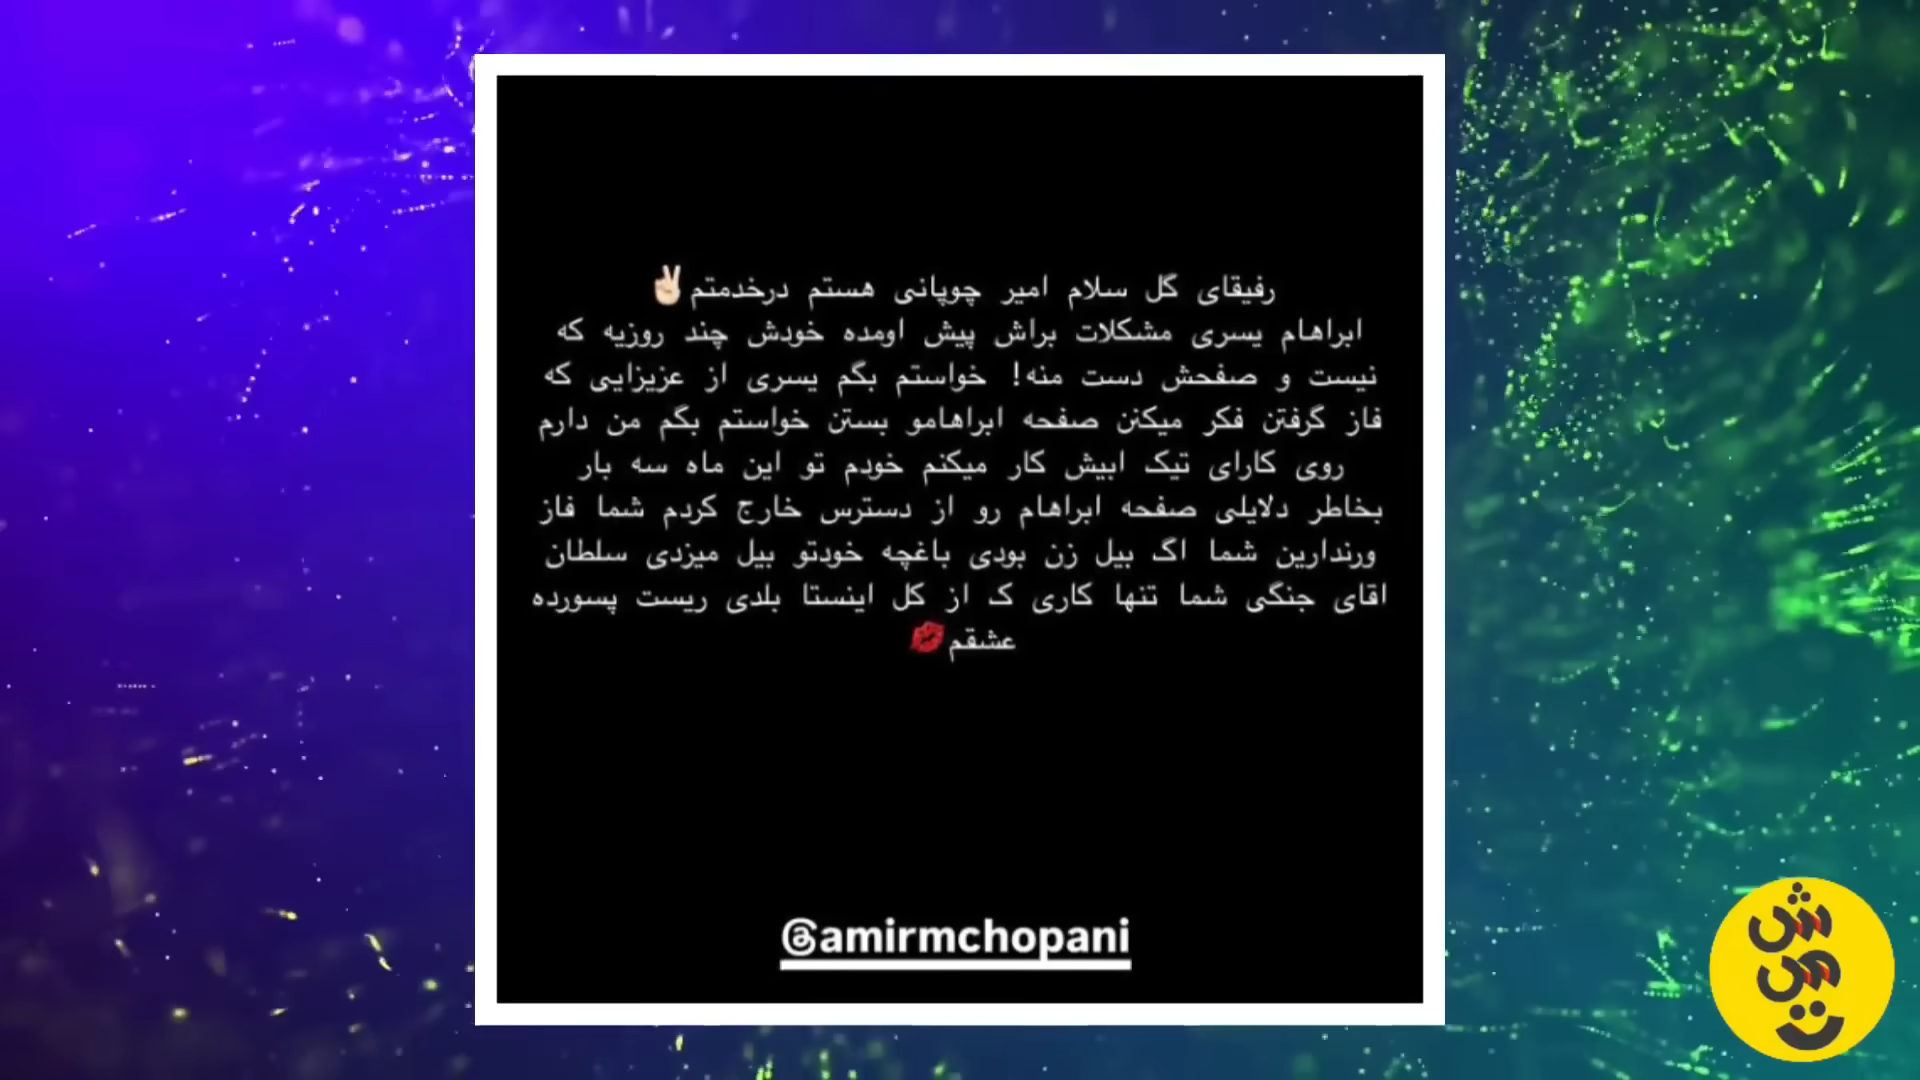 رفیقای گل سلام امیر چوپانی هستم درخدمتم✌🏻
ابراهام یسری مشکلات براش پیش اومده خودش چند روزیه که
نیست و صفحش دست منه! خواستم بگم یسری از عزیزایی که
فاز گرفتن فکر میکنن صفحه ابراهامو بستن خواستم بگم من دارم
روی کارای تیک ابیش کار میکنم خودم تو این ماه سه بار
بخاطر دلایلی صفحه ابراهام رو از دسترس خارج کردم شما فاز
ورندارین شما اگ بیل زن بودی باغچه خودتو بیل میزدی سلطان
اقای جنگی شما تنها کاری ک از کل اینستا بلدی ریست پسورده
عشقم💋
@amirmchopani